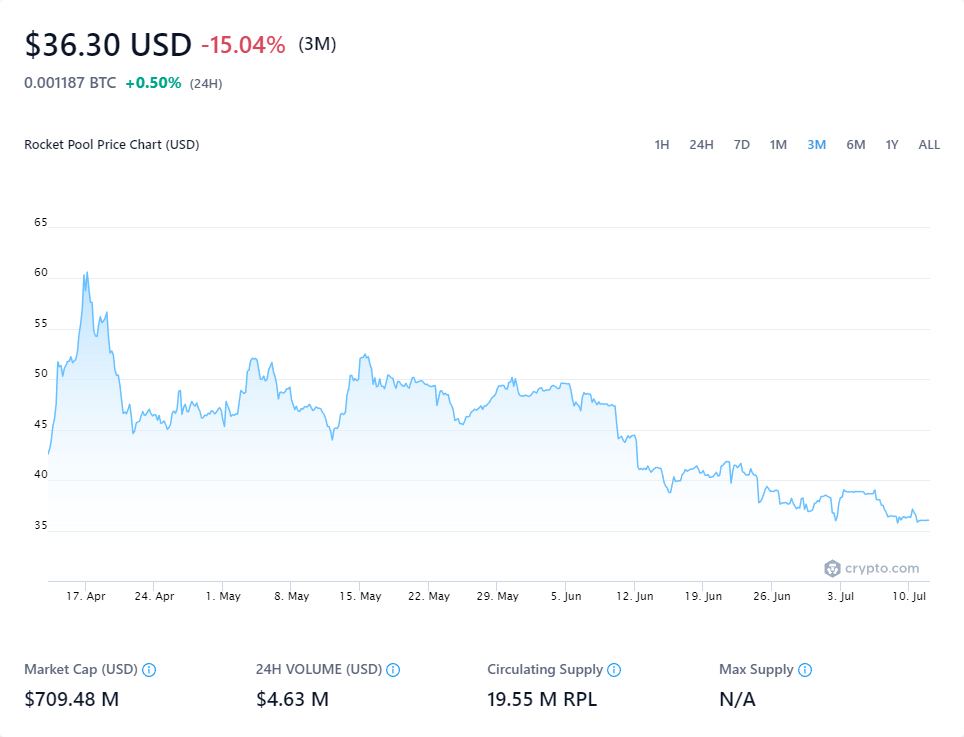 $36.30 USD -15.04% (3M)
0.001187 BTC +0.50% (24H)
Rocket Pool Price Chart (USD) 1H 24H 7D 1M 3M 6M 1Y ALL
65
60
55
50
45
40
35
crypto.com
17. Apr 24. Apr 1. May 8. May 15. May 22. May 29. May 5. Jun 12. Jun 19. Jun 26. Jun 3. Jul 10. Jul
Market Cap (USD) 24H VOLUME (USD) Circulating Supply Max Supply
$709.48 M $4.63 M 19.55 M RPL N/A